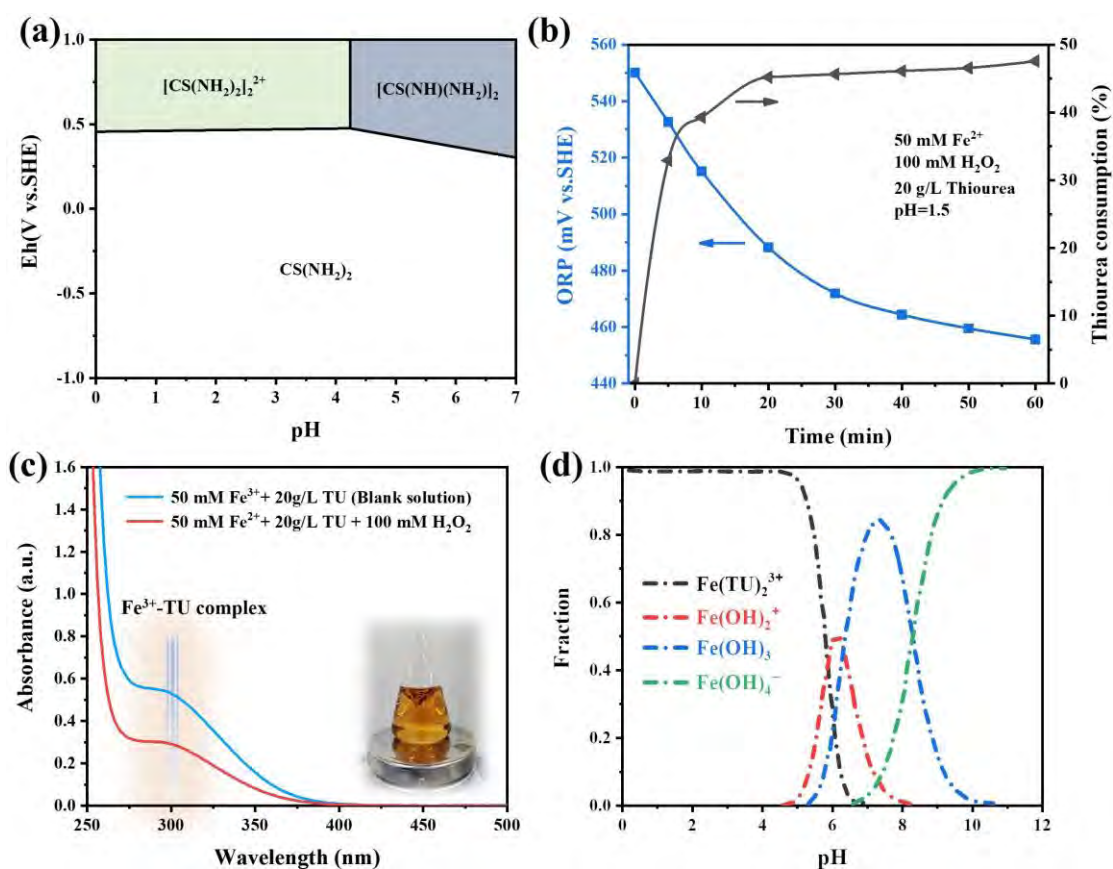 (a)
1.0
0.5
0.0
-0.5
-1.0
Eh(V vs.SHE)
[CS(NH₂)₂]₂²⁺
[CS(NH)(NH₂)]₂
CS(NH₂)₂
0 1 2 3 4 5 6 7
pH
(b)
560
540
520
500
480
460
440
ORP (mV vs.SHE)
50
40
30
20
10
0
Thiourea consumption (%)
50 mM Fe²⁺
100 mM H₂O₂
20 g/L Thiourea
pH=1.5
0 10 20 30 40 50 60
Time (min)
(c)
1.6
1.4
1.2
1.0
0.8
0.6
0.4
0.2
0.0
Absorbance (a.u.)
50 mM Fe³⁺+ 20g/L TU (Blank solution)
50 mM Fe²⁺+ 20g/L TU + 100 mM H₂O₂
Fe³⁺-TU complex
250 300 350 400 450 500
Wavelength (nm)
(d)
1.0
0.8
0.6
0.4
0.2
0.0
Fraction
Fe(TU)₂³⁺
Fe(OH)₂⁺
Fe(OH)₃
Fe(OH)₄⁻
0 2 4 6 8 10 12
pH